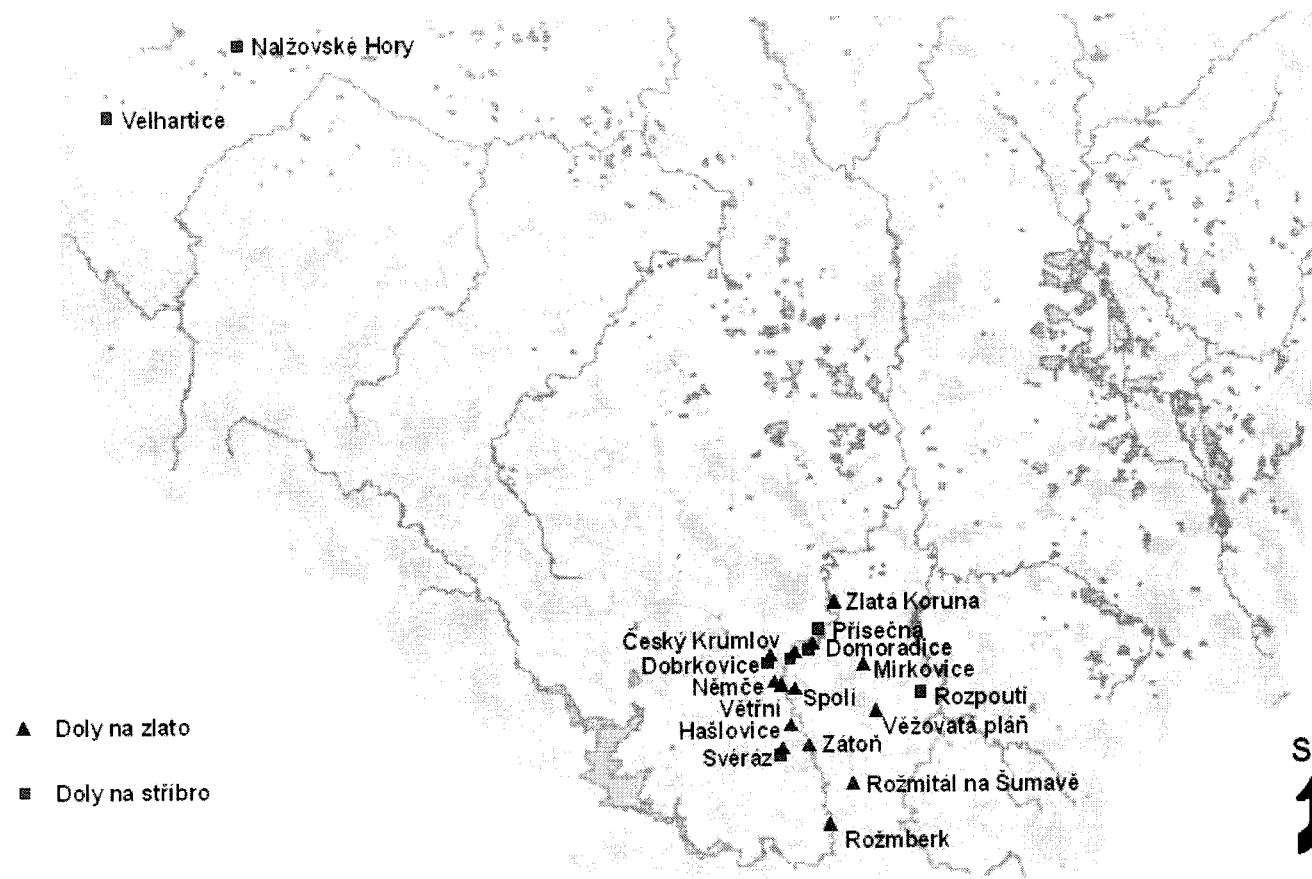 Nalžovské Hory
Velhartice
Zlatá Koruna
Přísečná
Český Krumlov
Domoradice
Dobrkovice
Mirkovice
Němče
Spolí
Rozpoutí
Větřní
Věžovatá pláň
Hašlovice
Zátoň
Svéráz
Rožmitál na Šumavě
Rožmberk
Doly na zlato
Doly na stříbro
S